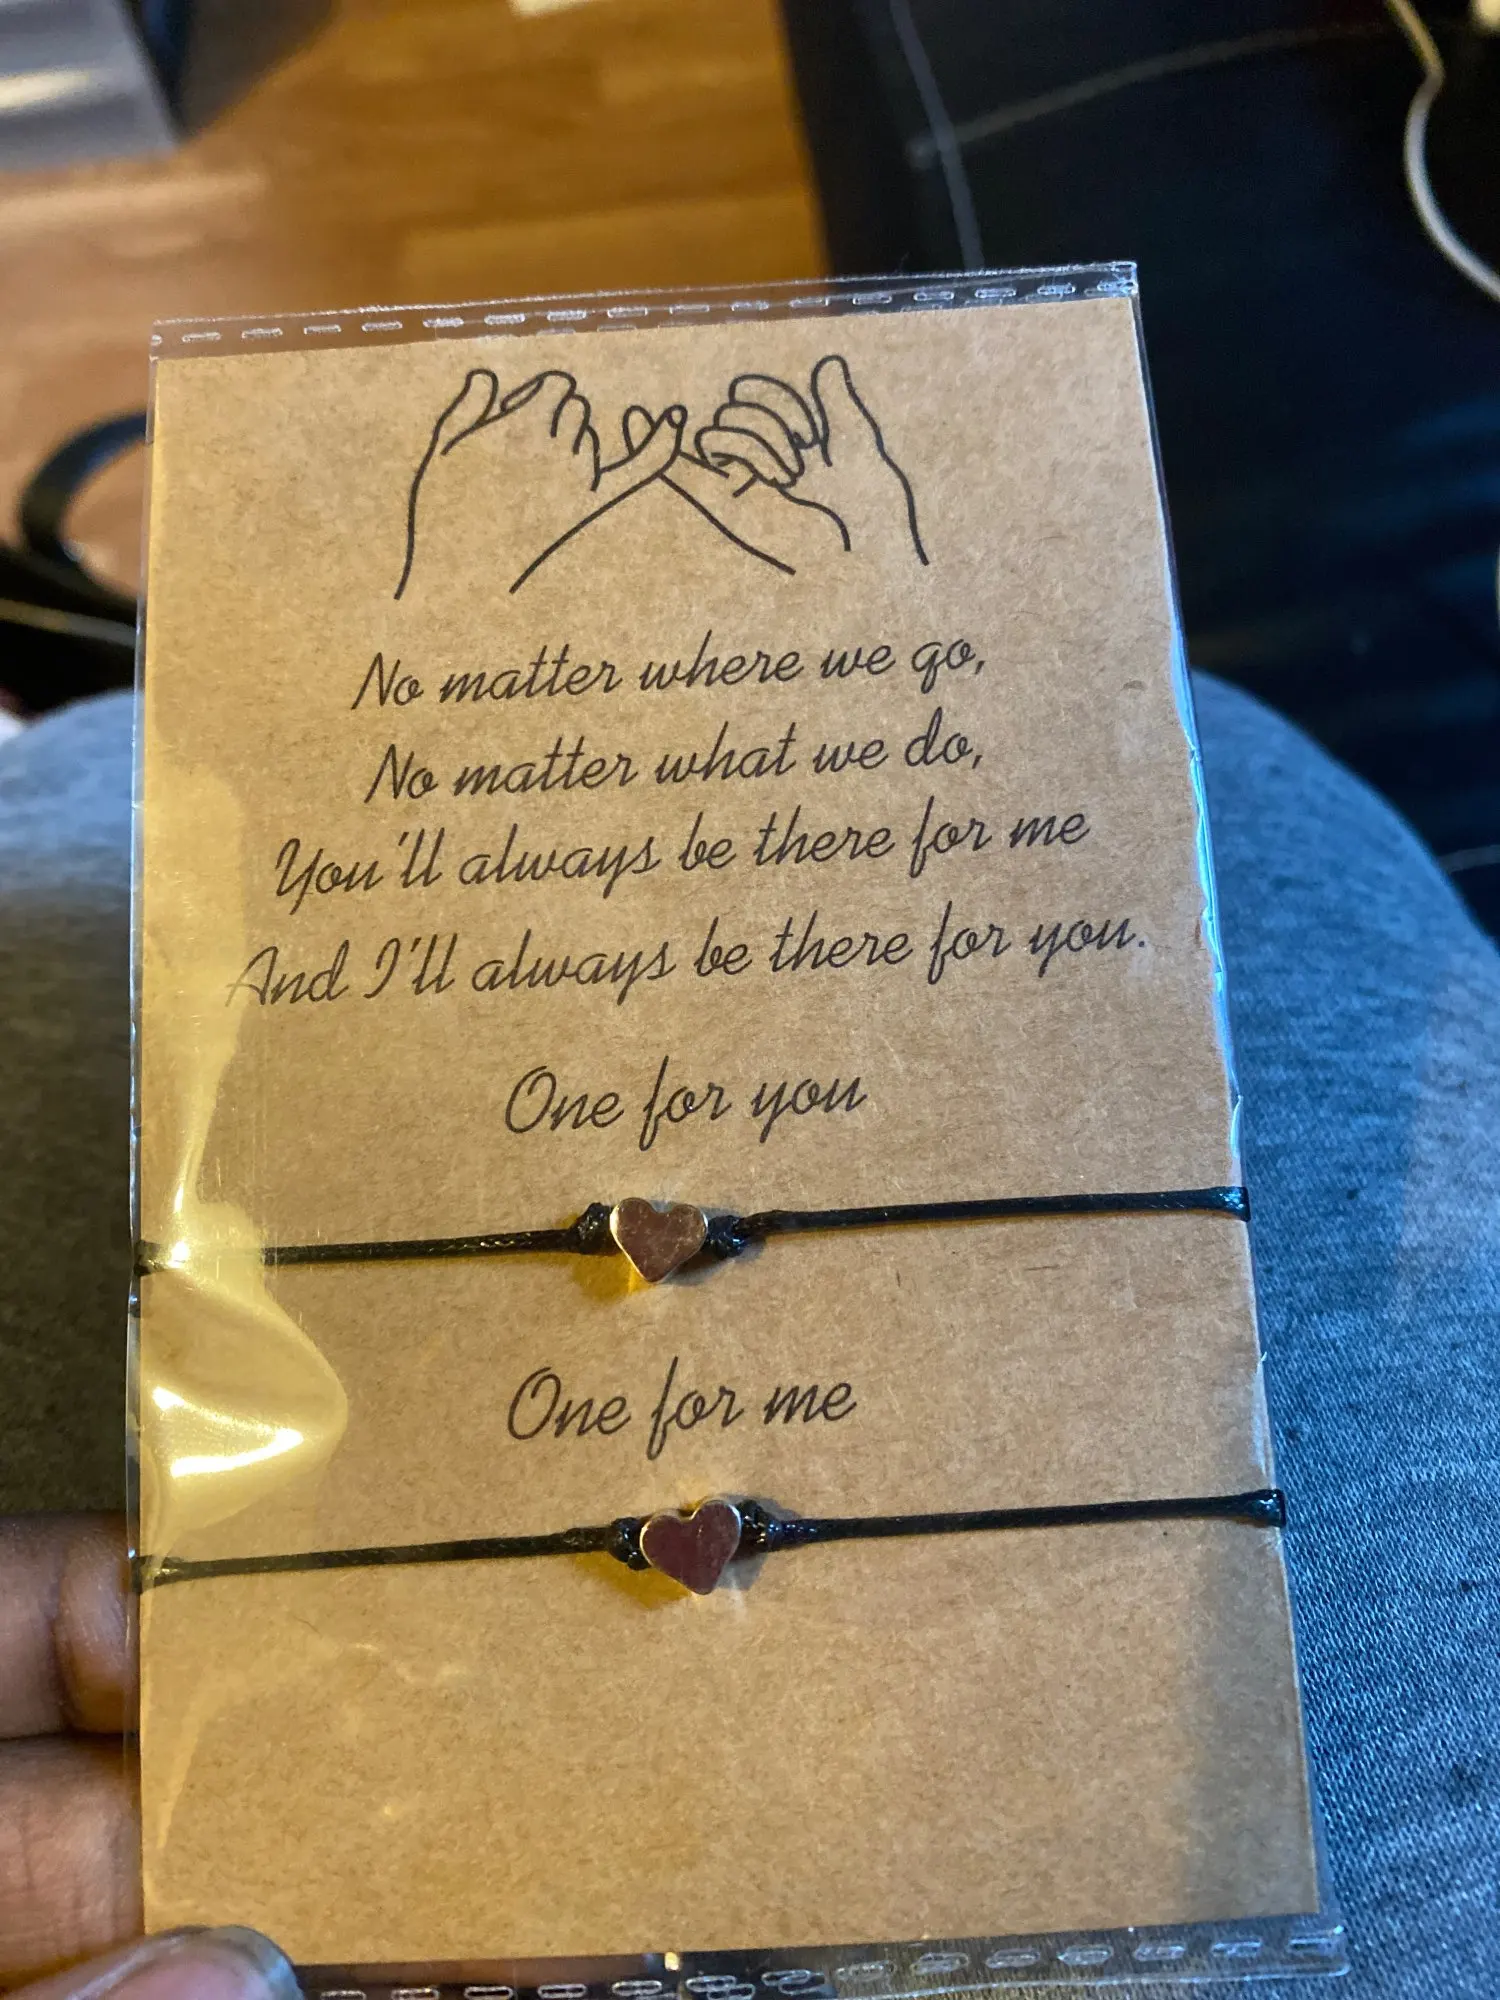 No matter where we go,
No matter what we do,
You'll always be there for me
And I'll always be there for you.
One for you
One for me